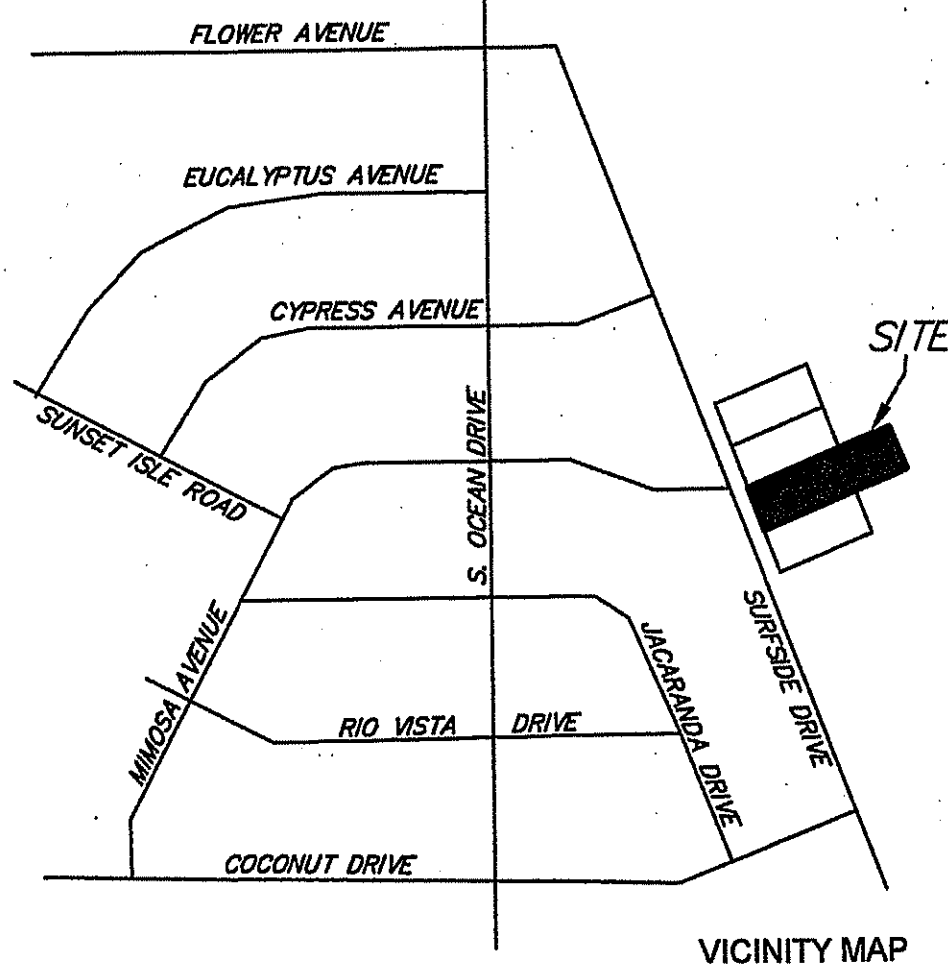 FLOWER AVENUE
EUCALYPTUS AVENUE
CYPRESS AVENUE
SITE
SUNSET ISLE ROAD
S. OCEAN DRIVE
MIMOSA AVENUE
JACARANDA DRIVE
SURFSIDE DRIVE
RIO VISTA DRIVE
COCONUT DRIVE
VICINITY MAP